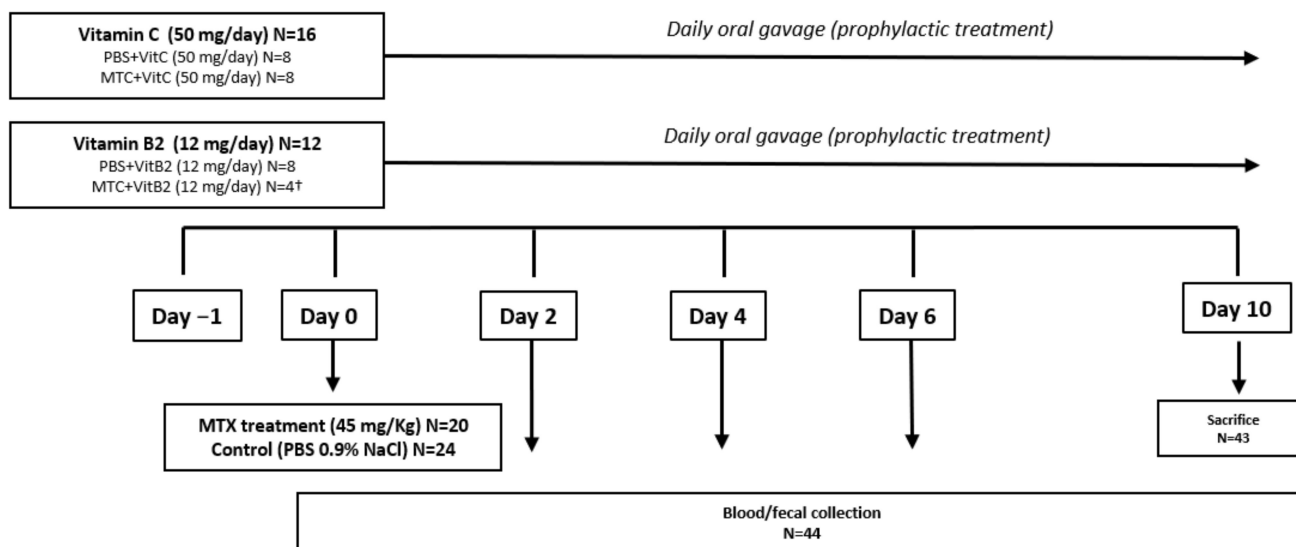 Vitamin C (50 mg/day) N=16
PBS+VitC (50 mg/day) N=8
MTC+VitC (50 mg/day) N=8
Daily oral gavage (prophylactic treatment)
Vitamin B2 (12 mg/day) N=12
PBS+VitB2 (12 mg/day) N=8
MTC+VitB2 (12 mg/day) N=4†
Daily oral gavage (prophylactic treatment)
Day −1
Day 0
Day 2
Day 4
Day 6
Day 10
MTX treatment (45 mg/Kg) N=20
Control (PBS 0.9% NaCl) N=24
Sacrifice
N=43
Blood/fecal collection
N=44